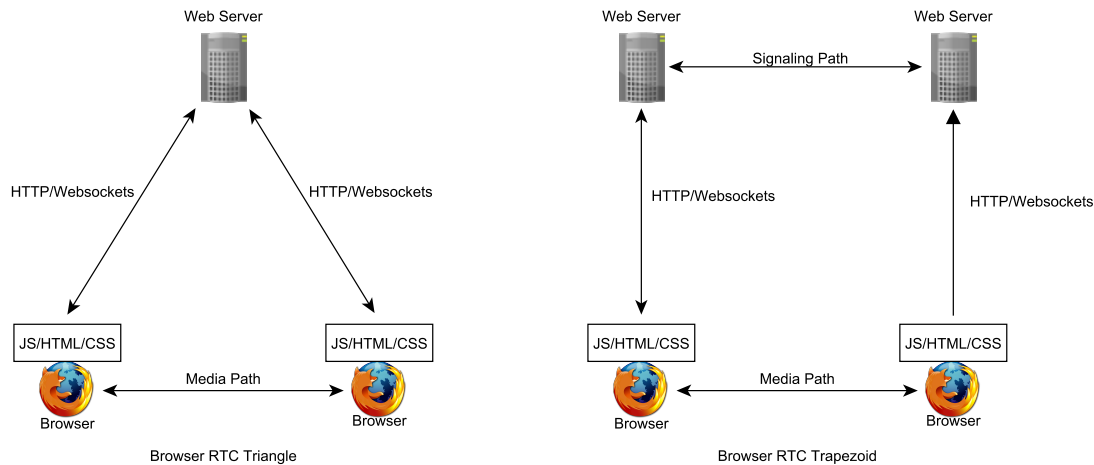 Web Server
HTTP/Websockets
HTTP/Websockets
JS/HTML/CSS
JS/HTML/CSS
Media Path
Browser
Browser
Browser RTC Triangle
Web Server
Web Server
Signaling Path
HTTP/Websockets
HTTP/Websockets
JS/HTML/CSS
JS/HTML/CSS
Media Path
Browser
Browser
Browser RTC Trapezoid